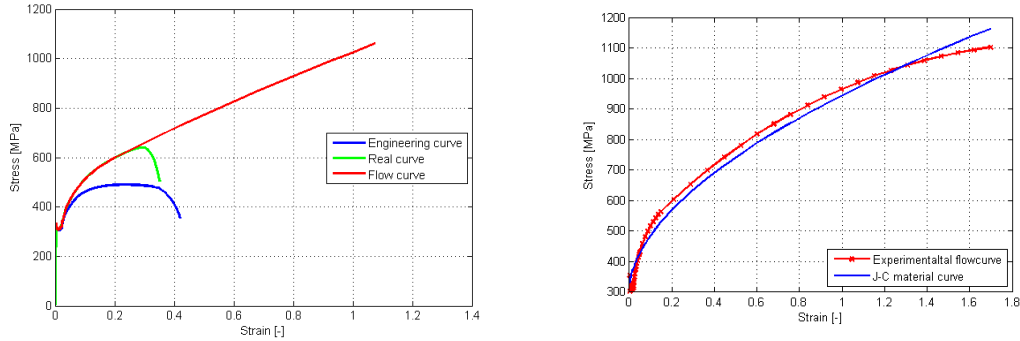 1200
1000
800
600
400
200
0
Stress [MPa]
Engineering curve
Real curve
Flow curve
0 0.2 0.4 0.6 0.8 1 1.2 1.4
Strain [-]
1200
1100
1000
900
800
700
600
500
400
300
Stress [MPa]
Experimentaltal flowcurve
J-C material curve
0 0.2 0.4 0.6 0.8 1 1.2 1.4 1.6 1.8
Strain [-]